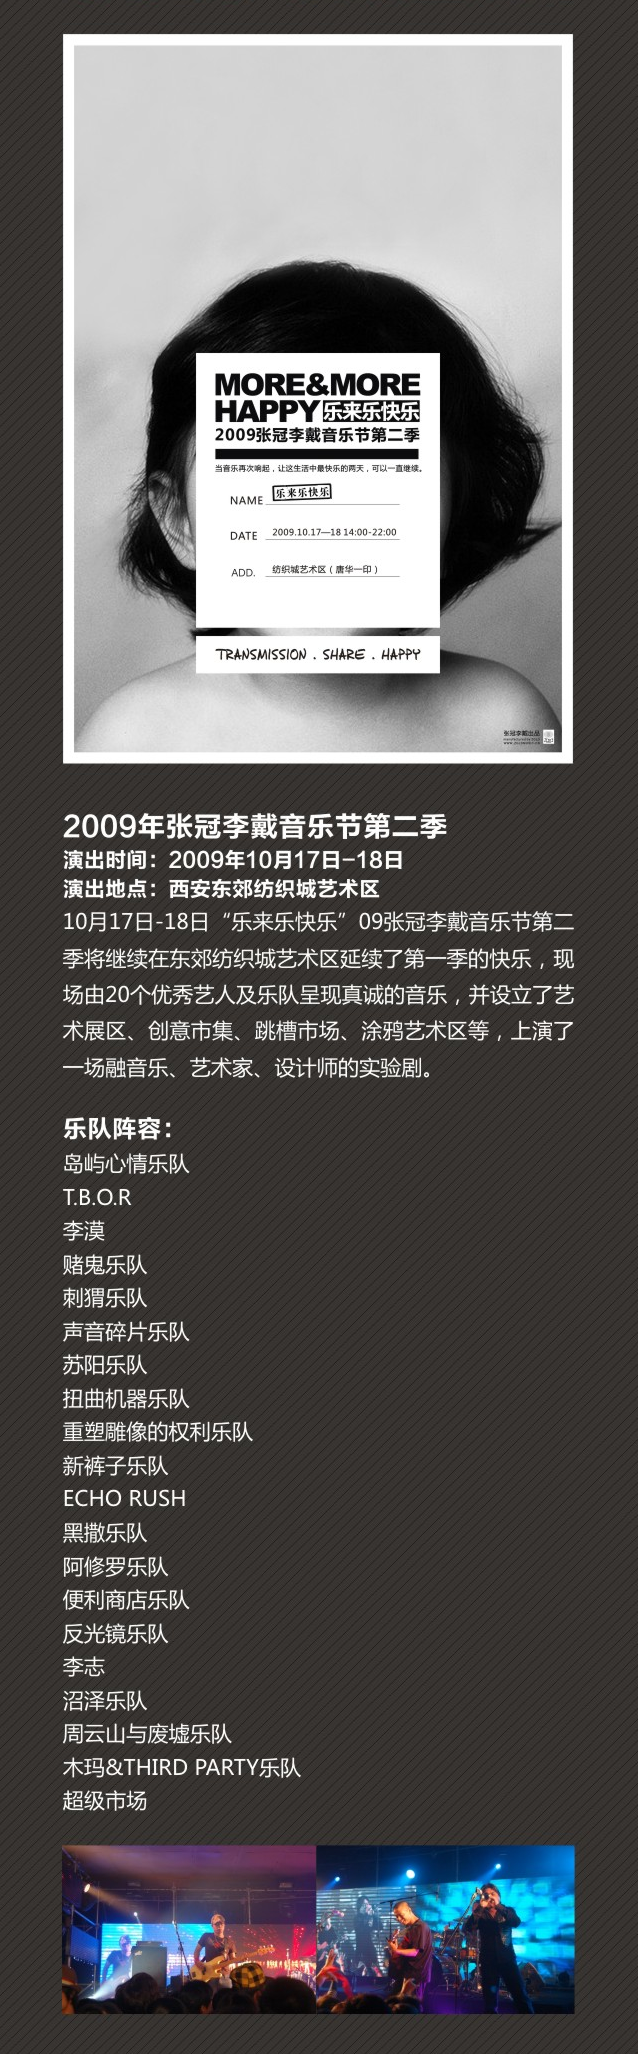 MORE&MORE
HAPPY乐来乐快乐
2009张冠李戴音乐节第二季
当音乐再次响起，让这生活中最快乐的两天，可以一直继续。
NAME 乐来乐快乐
DATE 2009.10.17—18 14:00-22:00
ADD. 纺织城艺术区（唐华一印）
TRANSMISSION . SHARE . HAPPY
张冠李戴出品
2009年张冠李戴音乐节第二季
演出时间：2009年10月17日-18日
演出地点：西安东郊纺织城艺术区
10月17日-18日“乐来乐快乐”09张冠李戴音乐节第二
季将继续在东郊纺织城艺术区延续了第一季的快乐，现
场由20个优秀艺人及乐队呈现真诚的音乐，并设立了艺
术展区、创意市集、跳槽市场、涂鸦艺术区等，上演了
一场融音乐、艺术家、设计师的实验剧。
乐队阵容：
岛屿心情乐队
T.B.O.R
李漠
赌鬼乐队
刺猬乐队
声音碎片乐队
苏阳乐队
扭曲机器乐队
重塑雕像的权利乐队
新裤子乐队
ECHO RUSH
黑撒乐队
阿修罗乐队
便利商店乐队
反光镜乐队
李志
沼泽乐队
周云山与废墟乐队
木玛&THIRD PARTY乐队
超级市场